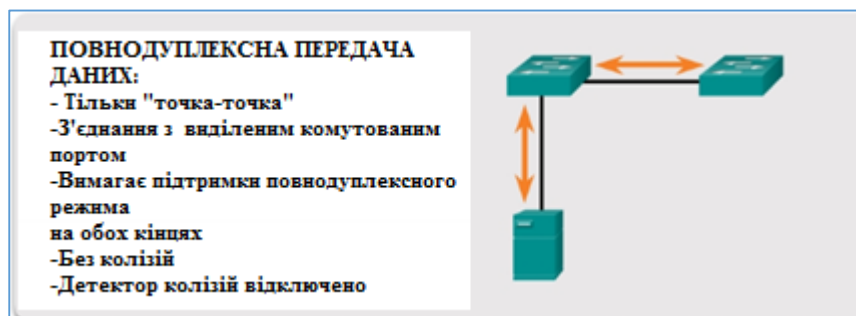 ПОВНОДУПЛЕКСНА ПЕРЕДАЧА
ДАНИХ:
- Тільки "точка-точка"
-З'єднання з виділеним комутованим
портом
-Вимагає підтримки повнодуплексного
режима
на обох кінцях
-Без колізій
-Детектор колізій відключено